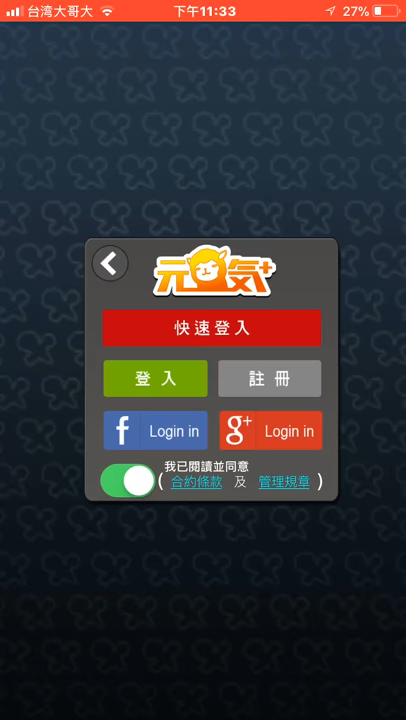 台湾大哥大 下午11:33 27%
元気+
快速登入
登入 註冊
f Login in g+ Login in
我已閱讀並同意
(合約條款 及 管理規章)